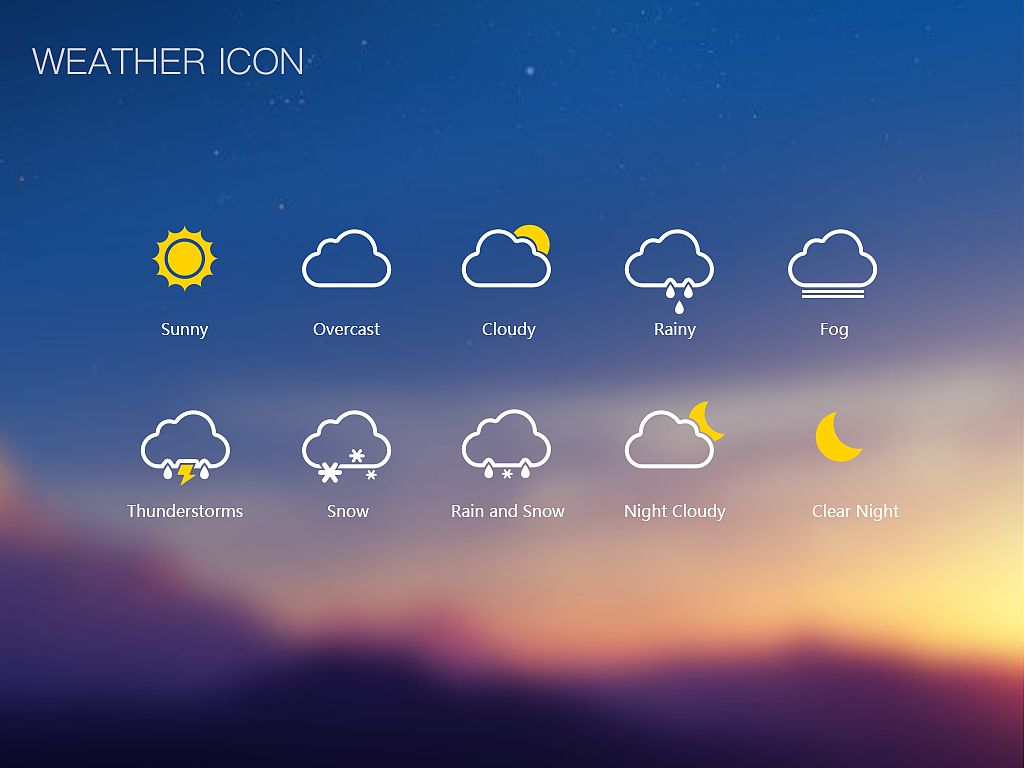 WEATHER ICON
Sunny
Overcast
Cloudy
Rainy
Fog
Thunderstorms
Snow
Rain and Snow
Night Cloudy
Clear Night